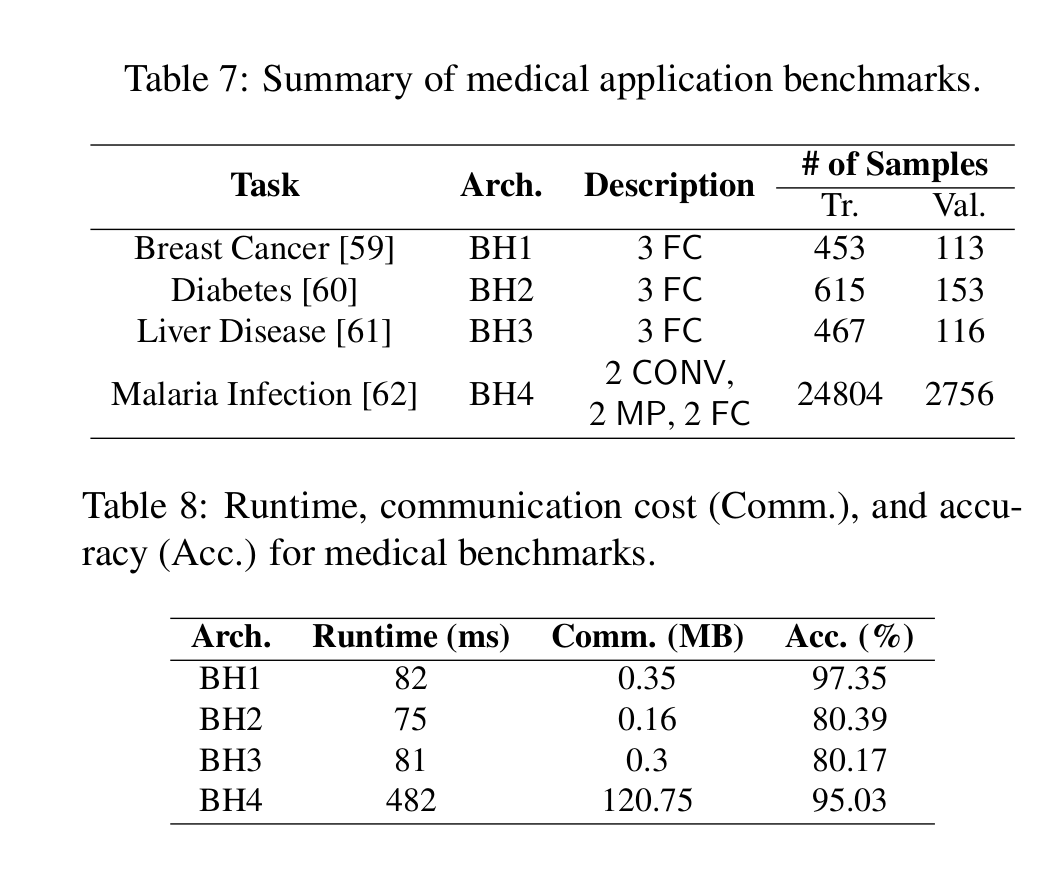 Table 7: Summary of medical application benchmarks.
Task Arch. Description # of Samples
Tr. Val.
Breast Cancer [59] BH1 3 FC 453 113
Diabetes [60] BH2 3 FC 615 153
Liver Disease [61] BH3 3 FC 467 116
Malaria Infection [62] BH4 2 CONV, 24804 2756
2 MP, 2 FC
Table 8: Runtime, communication cost (Comm.), and accu-
racy (Acc.) for medical benchmarks.
Arch. Runtime (ms) Comm. (MB) Acc. (%)
BH1 82 0.35 97.35
BH2 75 0.16 80.39
BH3 81 0.3 80.17
BH4 482 120.75 95.03